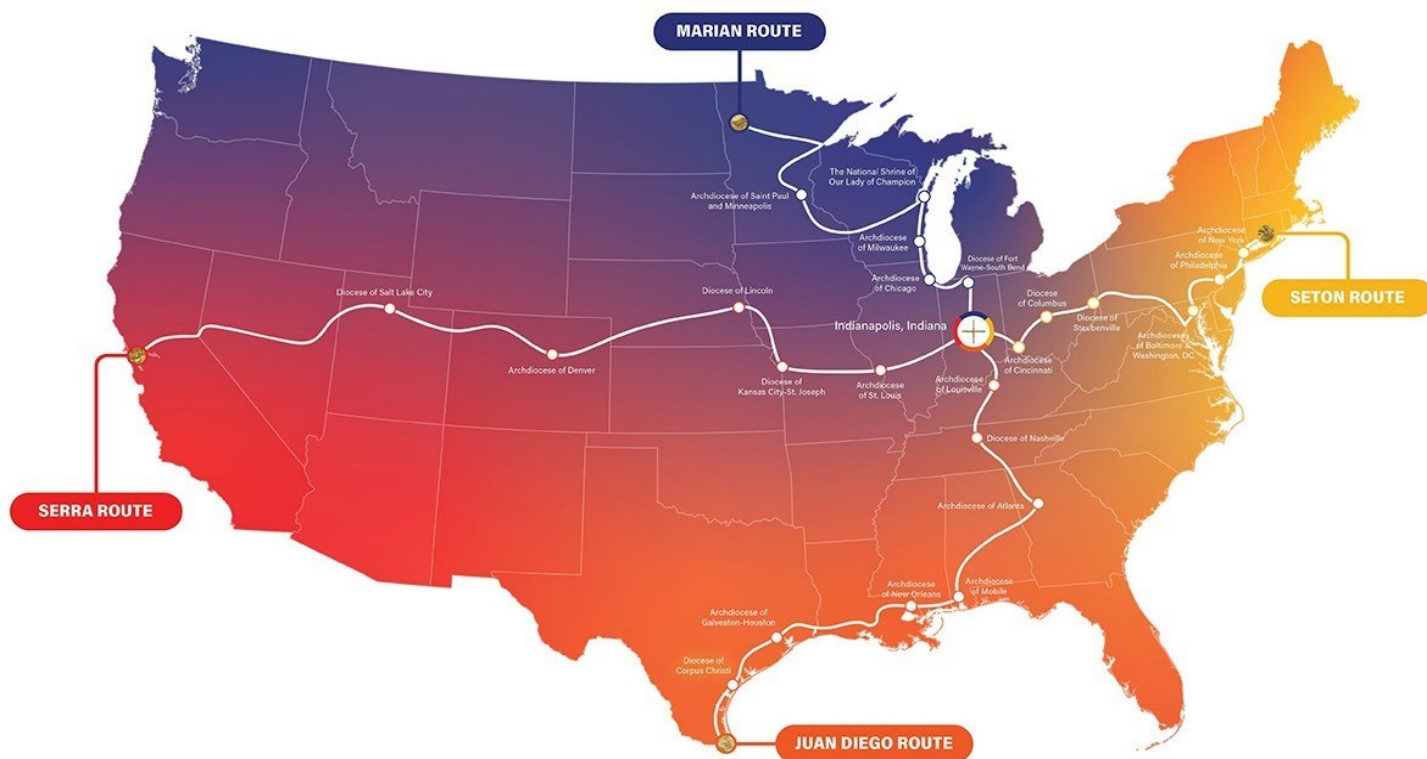 MARIAN ROUTE
The National Shrine of
Our Lady of Champion
Archdiocese of Saint Paul
and Minneapolis
Archdiocese
of Milwaukee
Archdiocese
of Chicago
Diocese of Fort
Wayne-South Bend
Archdiocese
of New York
Archdiocese
of Philadelphia
SETON ROUTE
Diocese
of Columbus
Diocese of
Steubenville
Archdioceses
of Baltimore &
Washington, DC
Archdiocese of
Cincinnati
Indianapolis, Indiana
Diocese of Salt Lake City
Diocese of Lincoln
Archdiocese of Denver
Diocese of
Kansas City-St. Joseph
Archdiocese
of St. Louis
Archdiocese
of Louisville
Diocese of Nashville
SERRA ROUTE
Archdiocese of Atlanta
Archdiocese
of New Orleans
Archdiocese
of Mobile
Archdiocese of
Galveston-Houston
Diocese of
Corpus Christi
JUAN DIEGO ROUTE